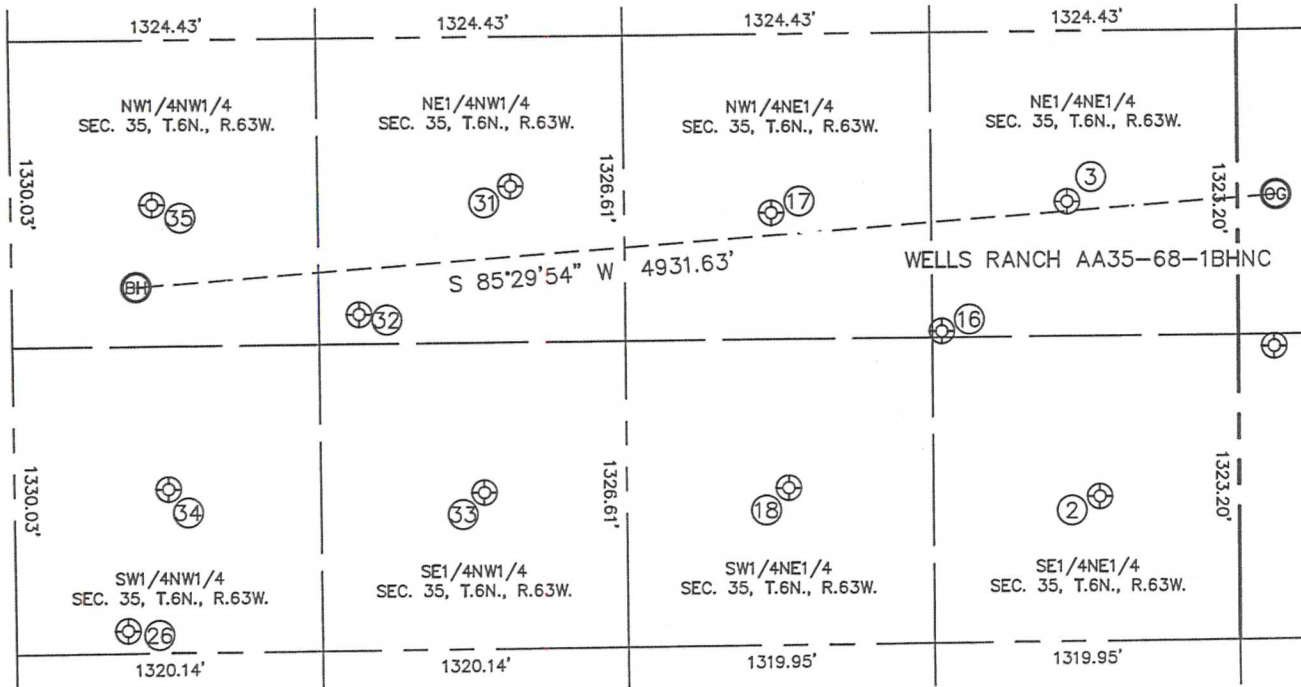 1324.43'
1324.43'
1324.43'
1324.43'
NW1/4NW1/4
SEC. 35, T.6N., R.63W.
NE1/4NW1/4
SEC. 35, T.6N., R.63W.
NW1/4NE1/4
SEC. 35, T.6N., R.63W.
NE1/4NE1/4
SEC. 35, T.6N., R.63W.
1330.03'
35
31
1326.61'
17
3
1323.20'
OG
BH
S 85°29'54" W 4931.63'
WELLS RANCH AA35-68-1BHNC
32
16
1330.03'
34
33
1326.61'
18
2
1323.20'
SW1/4NW1/4
SEC. 35, T.6N., R.63W.
SE1/4NW1/4
SEC. 35, T.6N., R.63W.
SW1/4NE1/4
SEC. 35, T.6N., R.63W.
SE1/4NE1/4
SEC. 35, T.6N., R.63W.
26
1320.14'
1320.14'
1319.95'
1319.95'